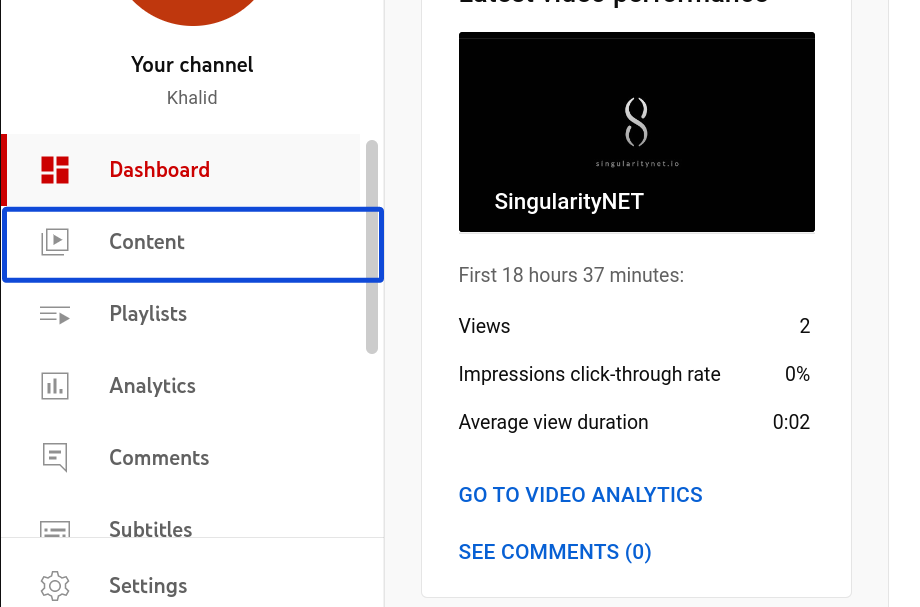 Your channel
Khalid
Dashboard
Content
Playlists
Analytics
Comments
Subtitles
Settings
Latest video performance
singularitynet.io
SingularityNET
First 18 hours 37 minutes:
Views 2
Impressions click-through rate 0%
Average view duration 0:02
GO TO VIDEO ANALYTICS
SEE COMMENTS (0)